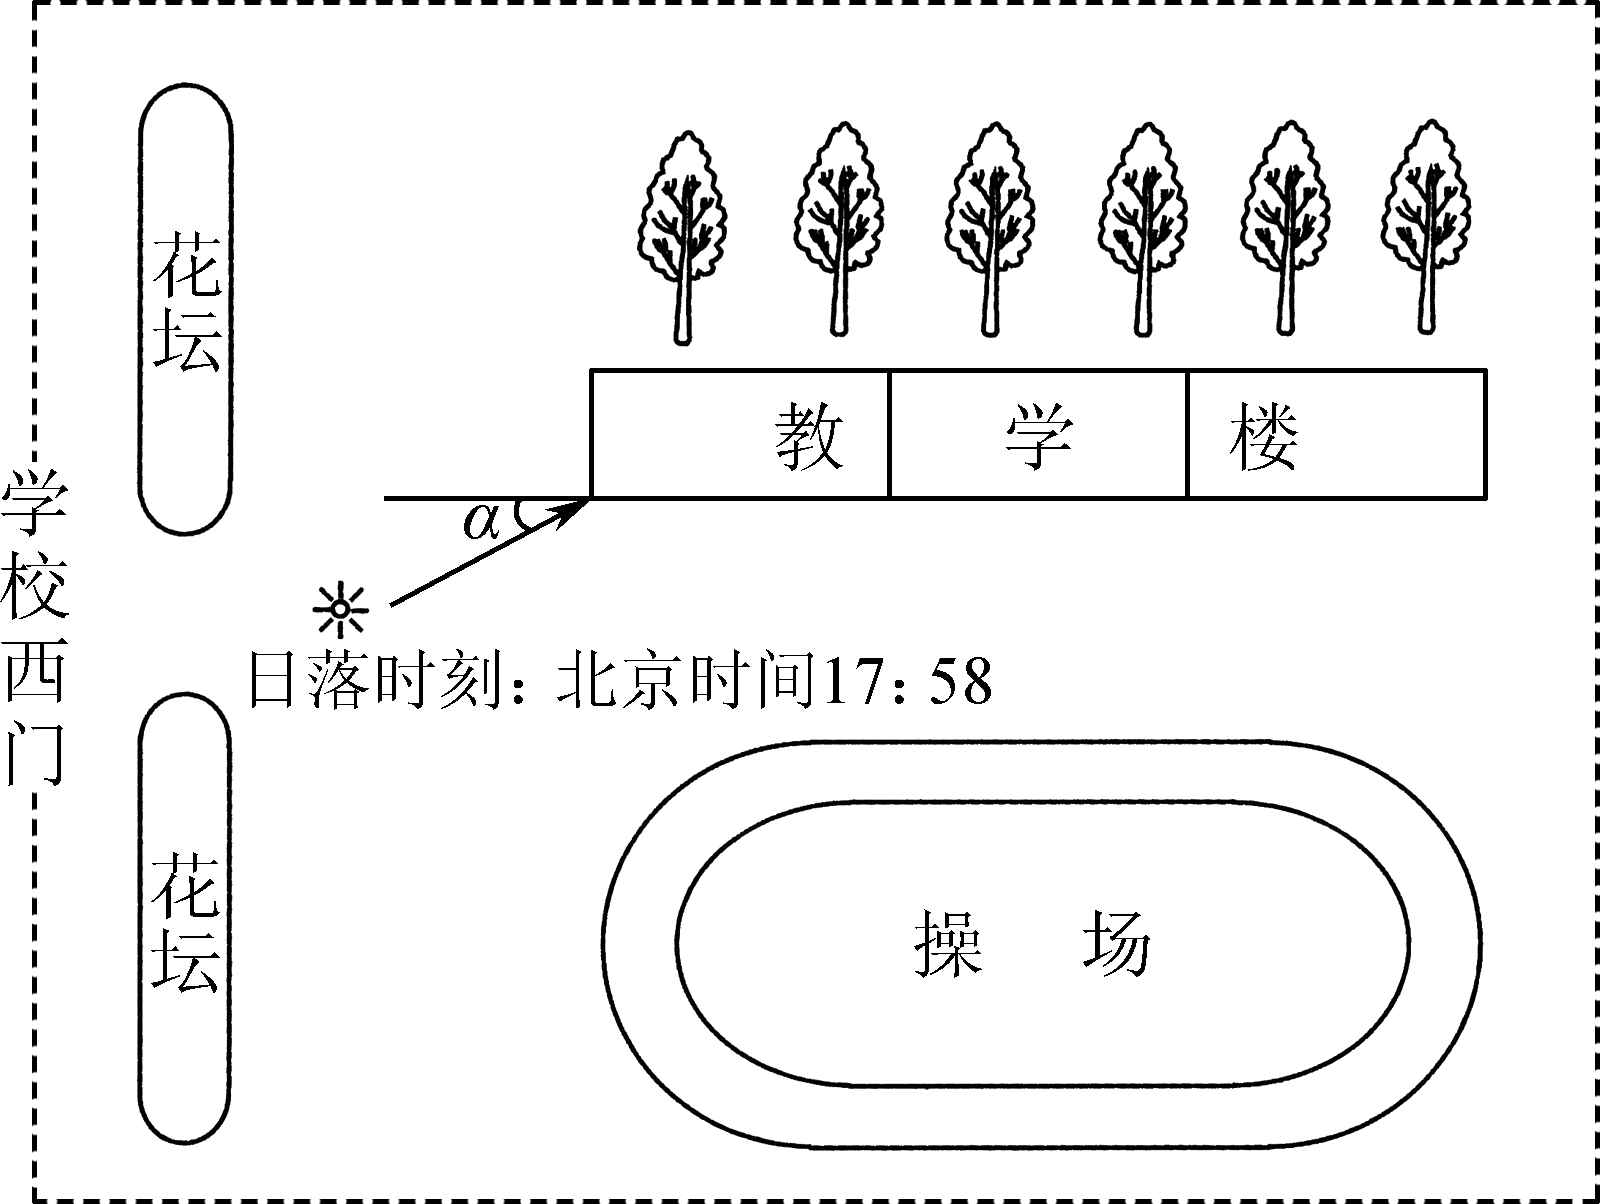 花坛
教学楼
学校西门
α
日落时刻：北京时间17：58
花坛
操场